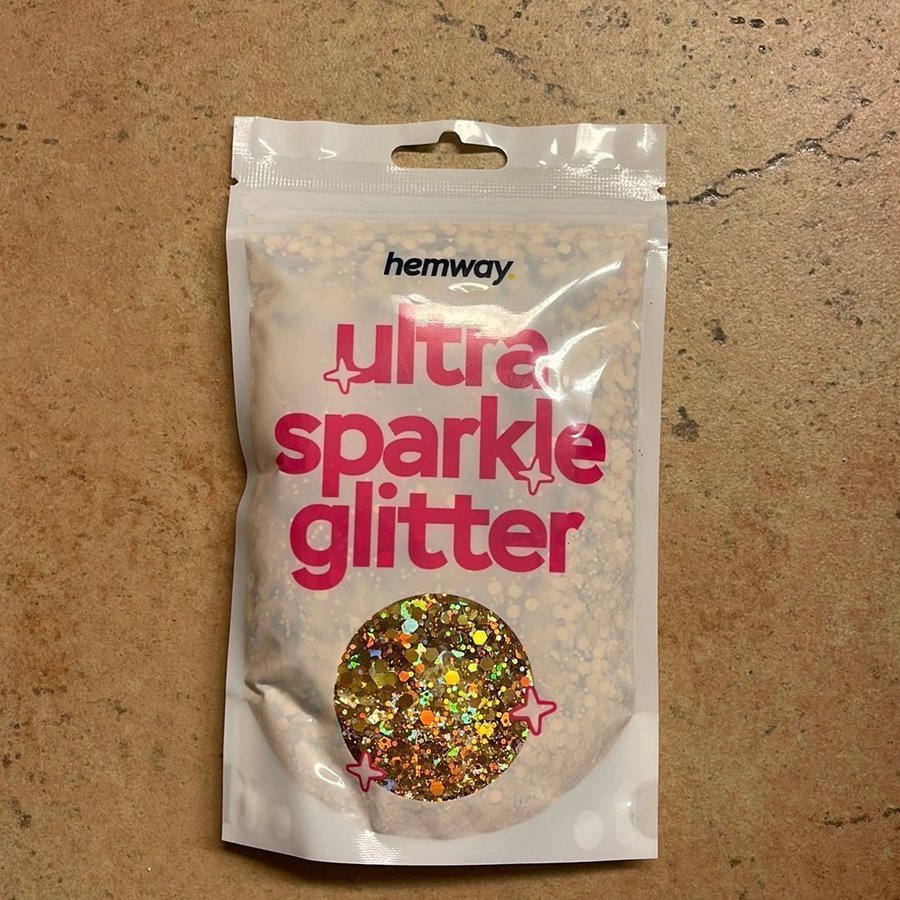 hemway.
ultra
sparkle
glitter